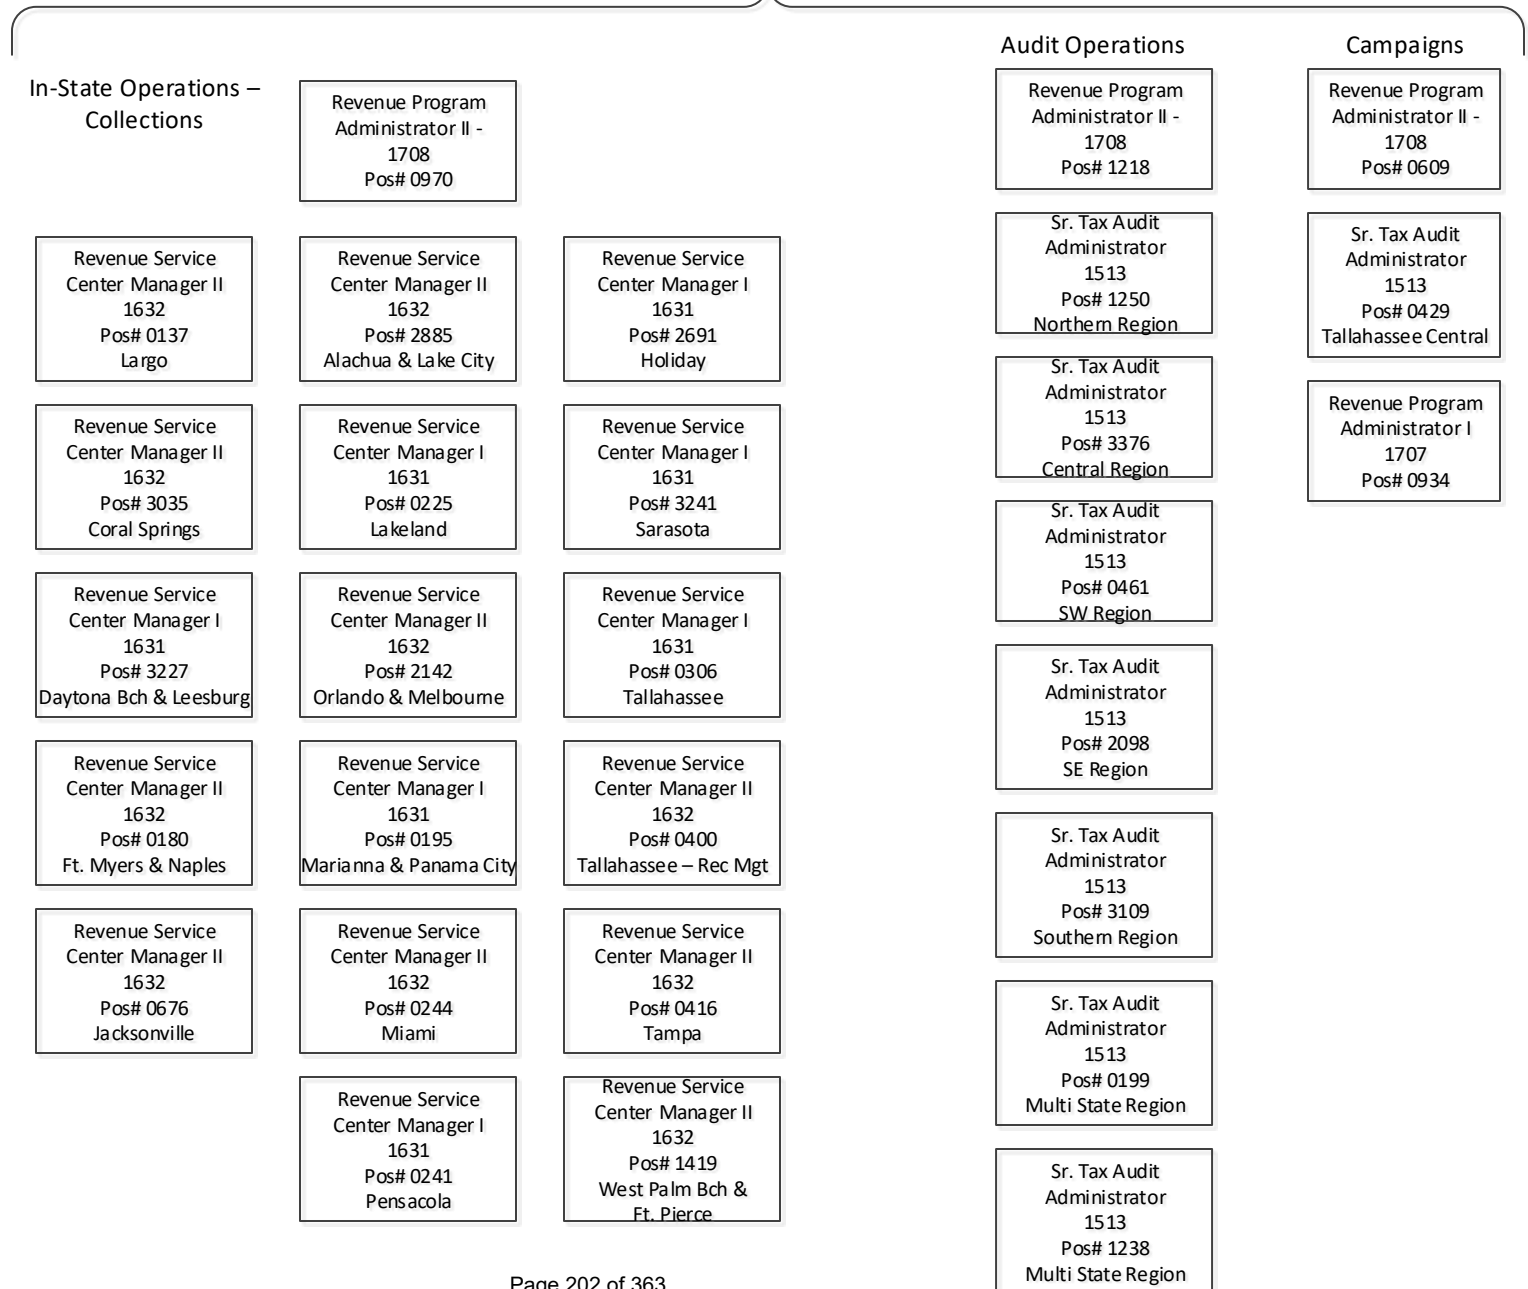 In-State Operations –
Collections
Revenue Program
Administrator II -
1708
Pos# 0970
Revenue Service
Center Manager II
1632
Pos# 0137
Largo
Revenue Service
Center Manager II
1632
Pos# 3035
Coral Springs
Revenue Service
Center Manager I
1631
Pos# 3227
Daytona Bch & Leesburg
Revenue Service
Center Manager II
1632
Pos# 0180
Ft. Myers & Naples
Revenue Service
Center Manager II
1632
Pos# 0676
Jacksonville
Revenue Service
Center Manager II
1632
Pos# 2885
Alachua & Lake City
Revenue Service
Center Manager I
1631
Pos# 0225
Lakeland
Revenue Service
Center Manager II
1632
Pos# 2142
Orlando & Melbourne
Revenue Service
Center Manager I
1631
Pos# 0195
Marianna & Panama City
Revenue Service
Center Manager II
1632
Pos# 0244
Miami
Revenue Service
Center Manager I
1631
Pos# 0241
Pensacola
Revenue Service
Center Manager I
1631
Pos# 2691
Holiday
Revenue Service
Center Manager I
1631
Pos# 3241
Sarasota
Revenue Service
Center Manager I
1631
Pos# 0306
Tallahassee
Revenue Service
Center Manager II
1632
Pos# 0400
Tallahassee – Rec Mgt
Revenue Service
Center Manager II
1632
Pos# 0416
Tampa
Revenue Service
Center Manager II
1632
Pos# 1419
West Palm Bch &
Ft. Pierce
Audit Operations
Revenue Program
Administrator II -
1708
Pos# 1218
Sr. Tax Audit
Administrator
1513
Pos# 1250
Northern Region
Sr. Tax Audit
Administrator
1513
Pos# 3376
Central Region
Sr. Tax Audit
Administrator
1513
Pos# 0461
SW Region
Sr. Tax Audit
Administrator
1513
Pos# 2098
SE Region
Sr. Tax Audit
Administrator
1513
Pos# 3109
Southern Region
Sr. Tax Audit
Administrator
1513
Pos# 0199
Multi State Region
Sr. Tax Audit
Administrator
1513
Pos# 1238
Multi State Region
Campaigns
Revenue Program
Administrator II -
1708
Pos# 0609
Sr. Tax Audit
Administrator
1513
Pos# 0429
Tallahassee Central
Revenue Program
Administrator I
1707
Pos# 0934
Page 202 of 363